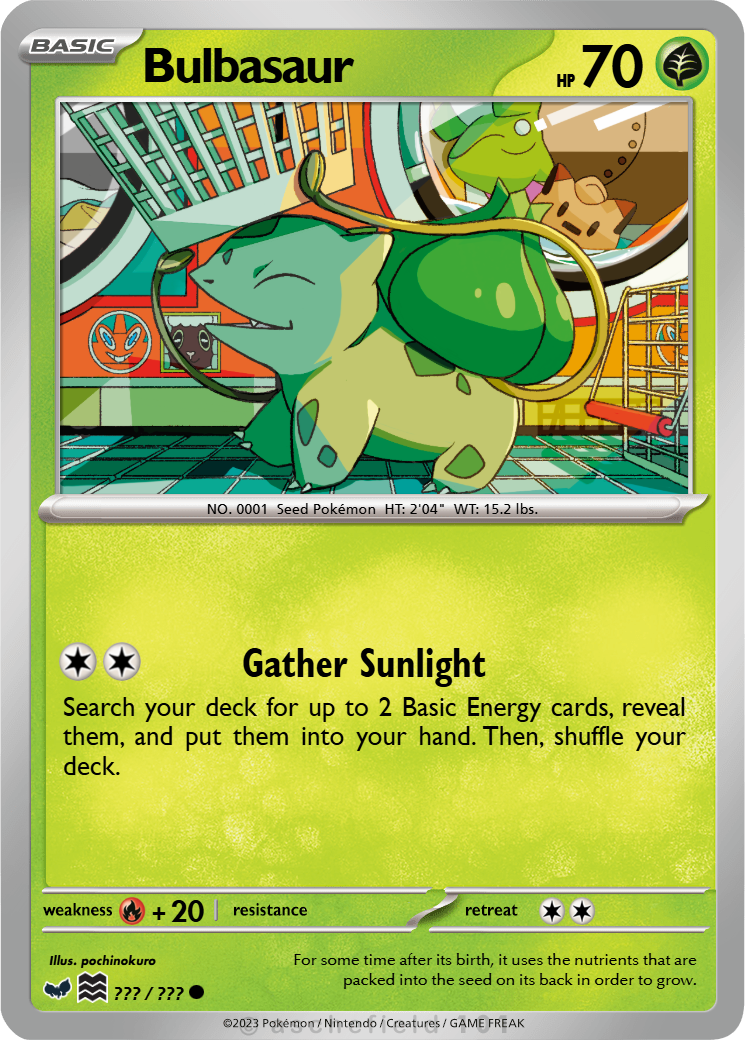 BASIC
Bulbasaur
HP 70
NO. 0001 Seed Pokémon HT: 2'04" WT: 15.2 lbs.
Gather Sunlight
Search your deck for up to 2 Basic Energy cards, reveal
them, and put them into your hand. Then, shuffle your
deck.
weakness + 20 resistance retreat
Illus. pochinokuro
??? / ???
For some time after its birth, it uses the nutrients that are
packed into the seed on its back in order to grow.
©2023 Pokémon / Nintendo / Creatures / GAME FREAK